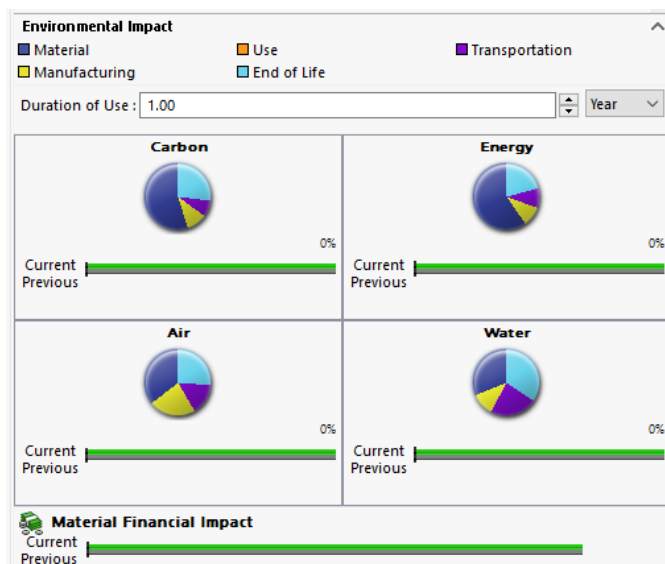 Environmental Impact
Material Use Transportation
Manufacturing End of Life
Duration of Use : 1.00 Year
Carbon Energy
0% 0%
Current Current
Previous Previous
Air Water
0% 0%
Current Current
Previous Previous
Material Financial Impact
Current
Previous